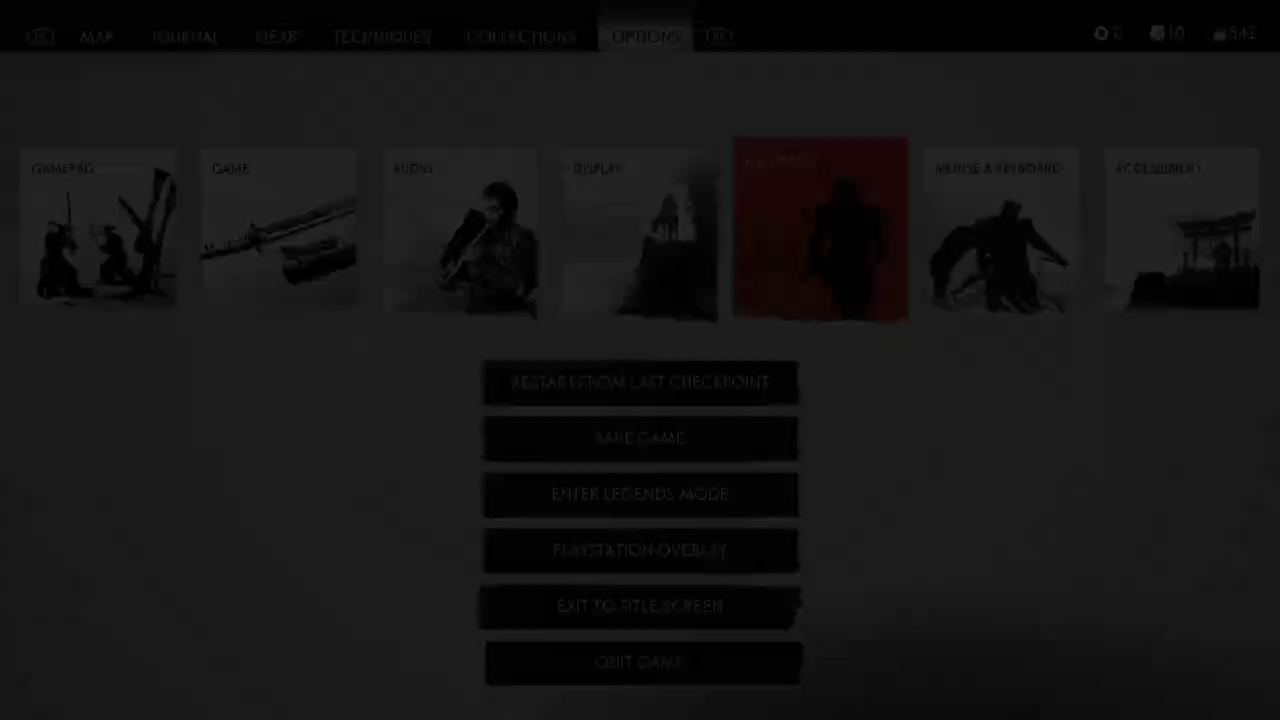 MAP JOURNAL GEAR TECHNIQUES COLLECTIONS OPTIONS
GAMEPAD GAME AUDIO DISPLAY MOUSE & KEYBOARD ACCESSIBILITY
RESTART FROM LAST CHECKPOINT
SAVE GAME
ENTER LEGENDS MODE
PLAYSTATION OVERLAY
EXIT TO TITLE SCREEN
QUIT GAME